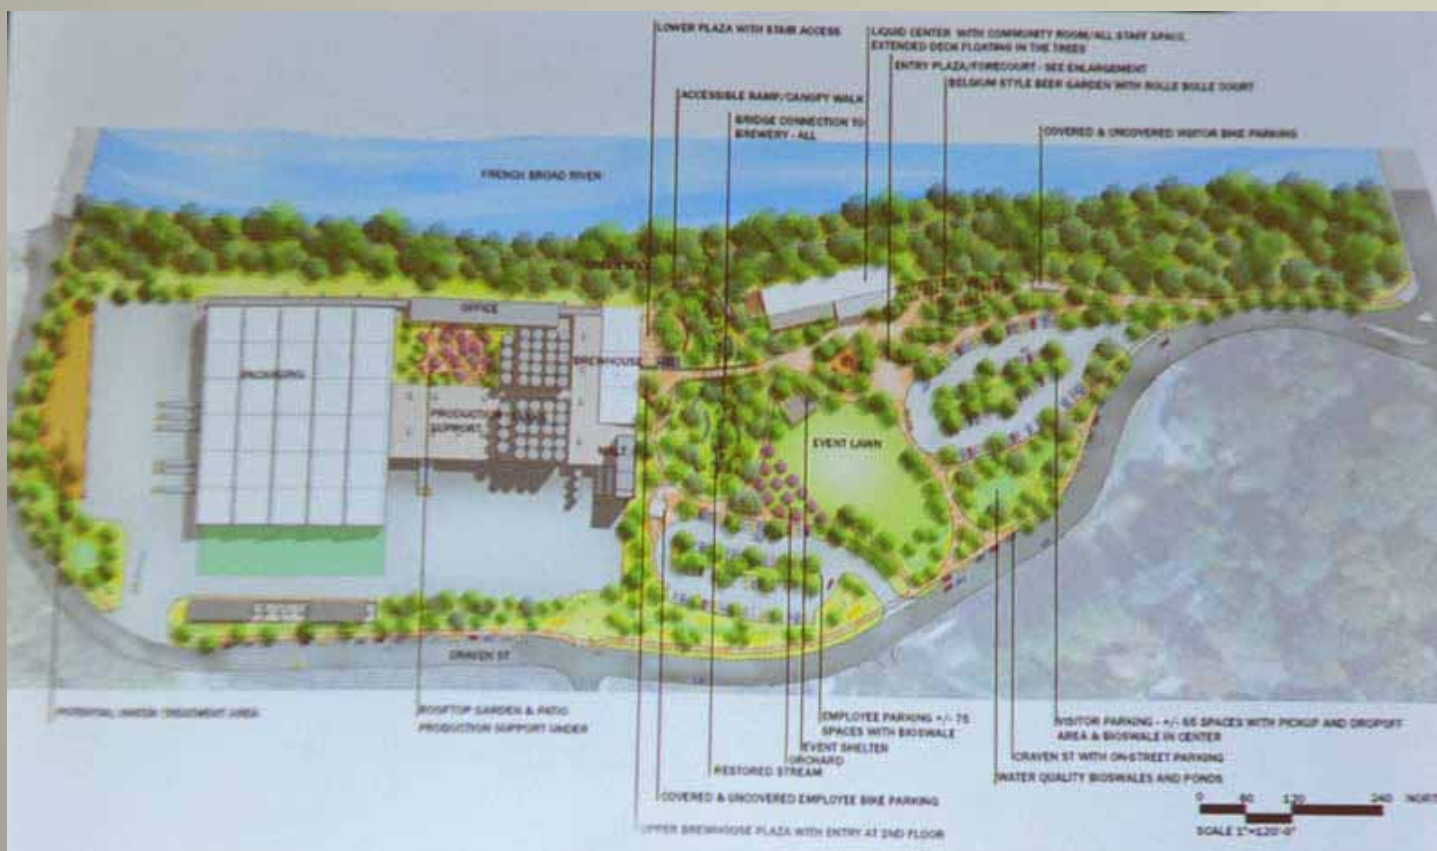 LOWER PLAZA WITH STAIR ACCESS
LIQUID CENTER WITH COMMUNITY ROOM/ALL STAFF SPACE,
EXTENDED DECK FLOATING IN THE TREES
ENTRY PLAZA/FORECOURT - SEE ENLARGEMENT
BELGIUM STYLE BEER GARDEN WITH ROLLE BOLLE COURT
ACCESSIBLE RAMP/CANOPY WALK
BRIDGE CONNECTION TO
BREWERY - ALL
COVERED & UNCOVERED VISITOR BIKE PARKING
FRENCH BROAD RIVER
OFFICE
BREWHOUSE
PACKAGING
PRODUCTION
SUPPORT
MALT
EVENT LAWN
CRAVEN ST
POTENTIAL WATER TREATMENT AREA
ROOFTOP GARDEN & PATIO
PRODUCTION SUPPORT UNDER
EMPLOYEE PARKING +/- 75
SPACES WITH BIOSWALE
EVENT SHELTER
ORCHARD
RESTORED STREAM
COVERED & UNCOVERED EMPLOYEE BIKE PARKING
UPPER BREWHOUSE PLAZA WITH ENTRY AT 2ND FLOOR
VISITOR PARKING - +/- 65 SPACES WITH PICKUP AND DROPOFF
AREA & BIOSWALE IN CENTER
CRAVEN ST WITH ON-STREET PARKING
WATER QUALITY BIOSWALES AND PONDS
0 60 120 240 NORT
SCALE 1"=120'-0"